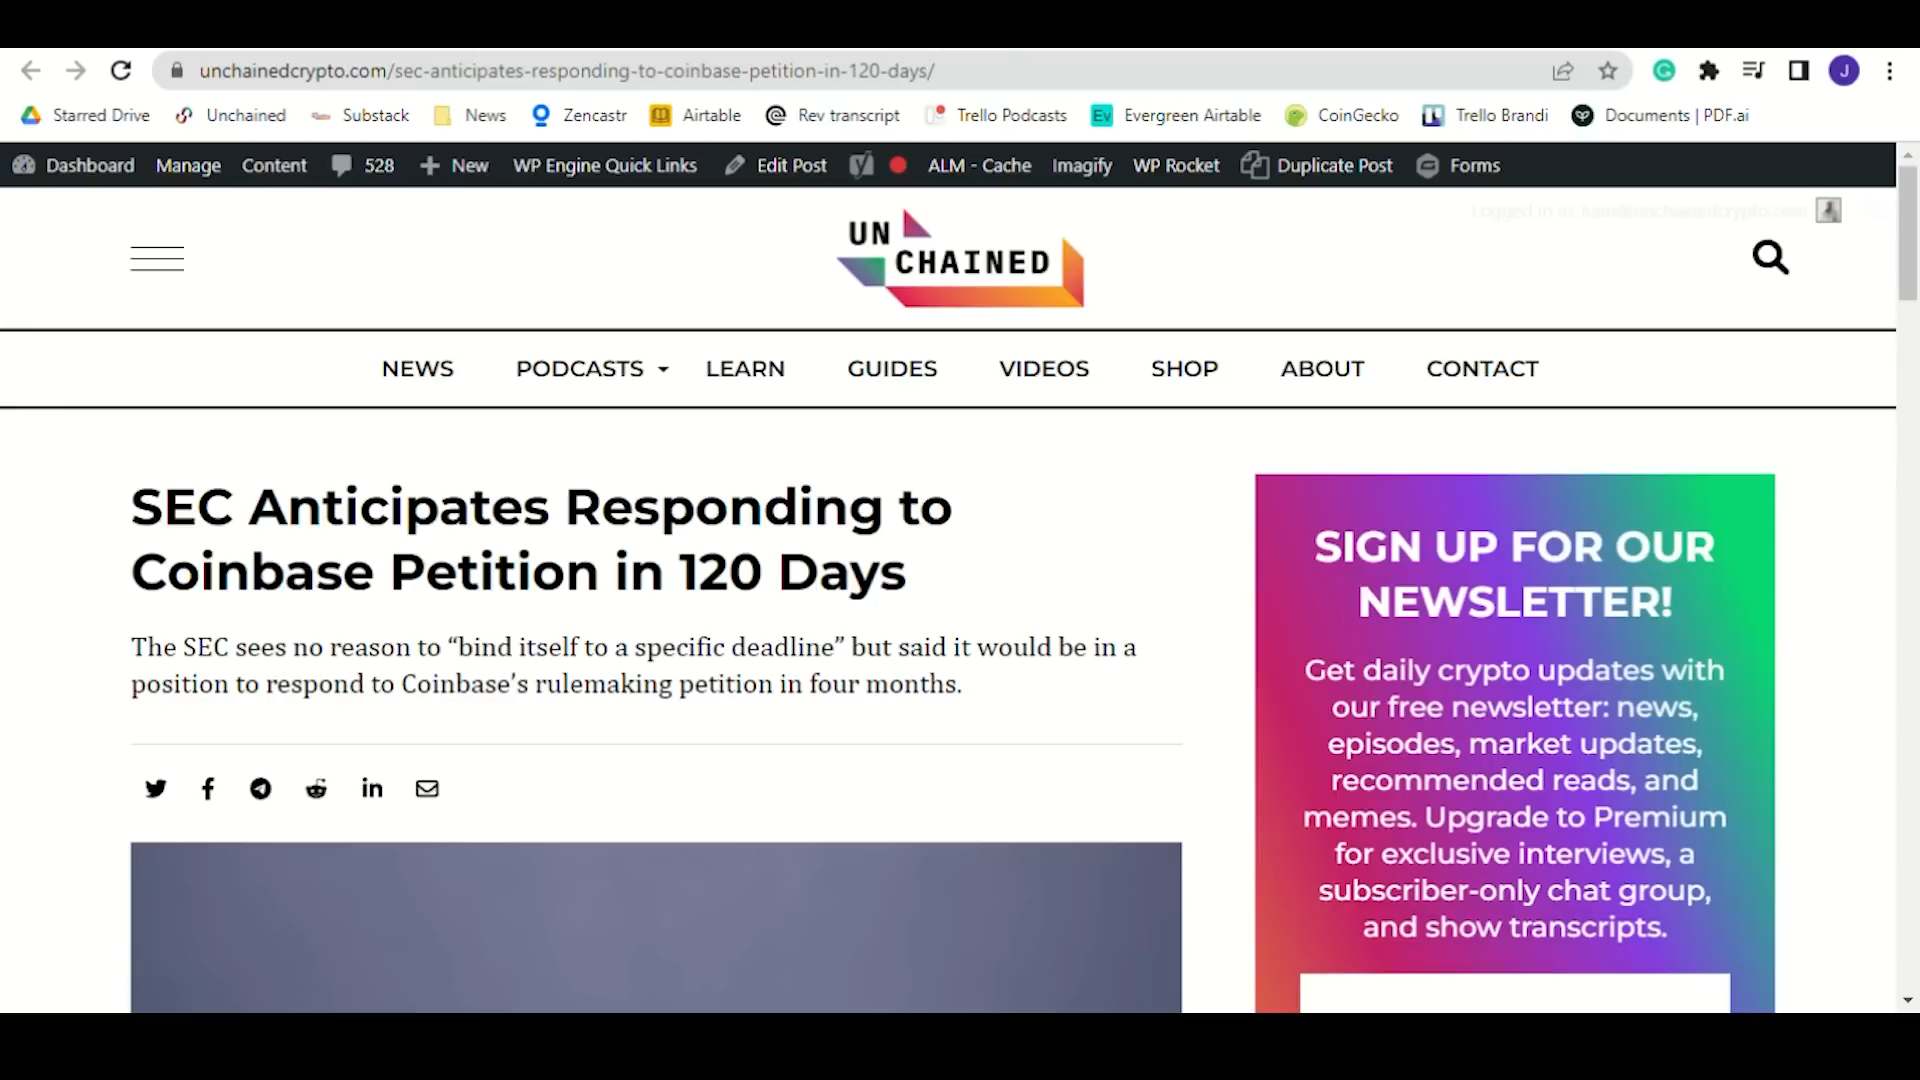 unchainedcrypto.com/sec-anticipates-responding-to-coinbase-petition-in-120-days/
J
Starred Drive Unchained Substack News Zencastr Airtable Rev transcript Trello Podcasts Ev Evergreen Airtable CoinGecko Trello Brandi Documents | PDF.ai
Dashboard Manage Content 528 New WP Engine Quick Links Edit Post ALM - Cache Imagify WP Rocket Duplicate Post Forms
UN
CHAINED
NEWS PODCASTS LEARN GUIDES VIDEOS SHOP ABOUT CONTACT
SEC Anticipates Responding to
Coinbase Petition in 120 Days
The SEC sees no reason to “bind itself to a specific deadline” but said it would be in a
position to respond to Coinbase’s rulemaking petition in four months.
SIGN UP FOR OUR
NEWSLETTER!
Get daily crypto updates with
our free newsletter: news,
episodes, market updates,
recommended reads, and
memes. Upgrade to Premium
for exclusive interviews, a
subscriber-only chat group,
and show transcripts.